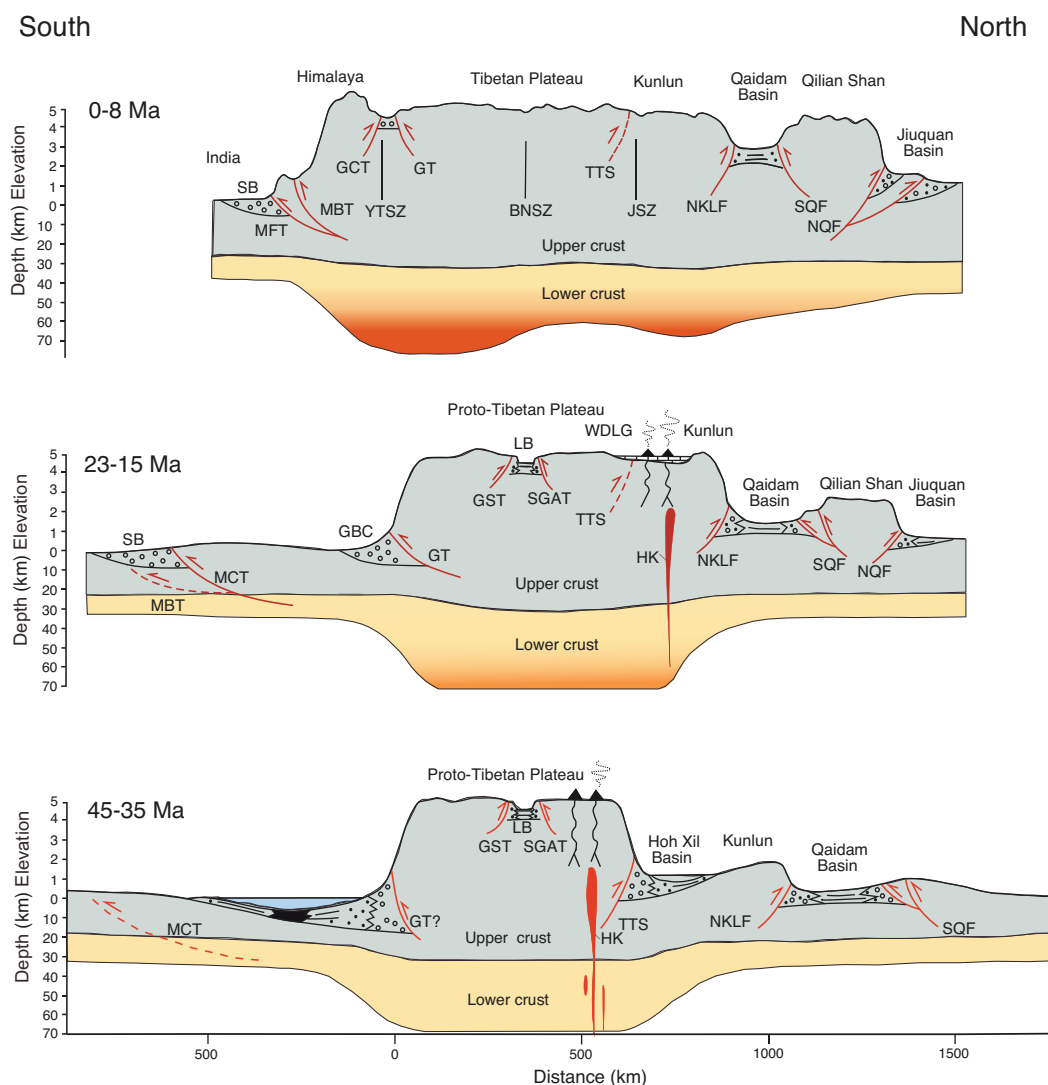 South
North
0-8 Ma
Himalaya
Tibetan Plateau
Kunlun
Qaidam
Basin
Qilian Shan
Jiuquan
Basin
India
SB
GCT
GT
TTS
MBT
YTSZ
BNSZ
JSZ
NKLF
SQF
MFT
NQF
Upper crust
Lower crust
Depth (km) Elevation
5
4
3
2
1
0
10
20
30
40
50
60
70
23-15 Ma
Proto-Tibetan Plateau
LB
WDLG
Kunlun
Qaidam
Basin
Qilian Shan
Jiuquan
Basin
GST
SGAT
TTS
SB
GBC
GT
MCT
HK
NKLF
SQF
NQF
MBT
Upper crust
Lower crust
Depth (km) Elevation
5
4
3
2
1
0
10
20
30
40
50
60
70
45-35 Ma
Proto-Tibetan Plateau
LB
GST
SGAT
Hoh Xil
Basin
Kunlun
Qaidam
Basin
MCT
GT?
TTS
NKLF
SQF
HK
Upper crust
Lower crust
Depth (km) Elevation
5
4
3
2
1
0
10
20
30
40
50
60
70
500
0
500
1000
1500
Distance (km)